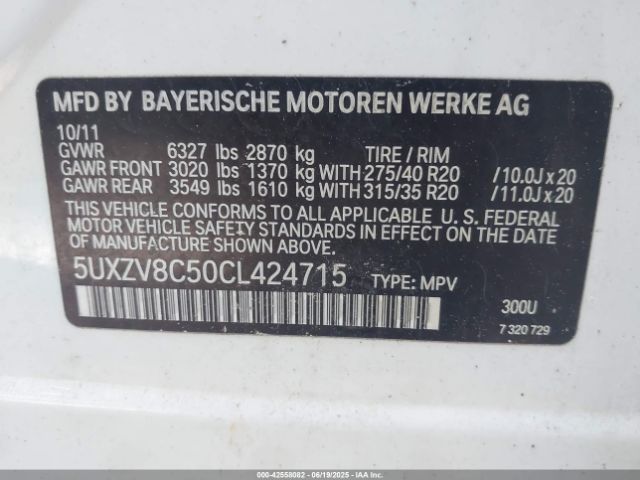 MFD BY BAYERISCHE MOTOREN WERKE AG
10/11
GVWR 6327 lbs 2870 kg TIRE / RIM
GAWR FRONT 3020 lbs 1370 kg WITH 275/40 R20 /10.0J x 20
GAWR REAR 3549 lbs 1610 kg WITH 315/35 R20 /11.0J x 20
THIS VEHICLE CONFORMS TO ALL APPLICABLE U. S. FEDERAL
MOTOR VEHICLE SAFETY STANDARDS IN EFFECT ON THE
DATE OF MANUFACTURE SHOWN ABOVE.
5UXZV8C50CL424715 TYPE: MPV
300U
7 320 729
000-42558082 - 06/19/2025 - IAAI.COM